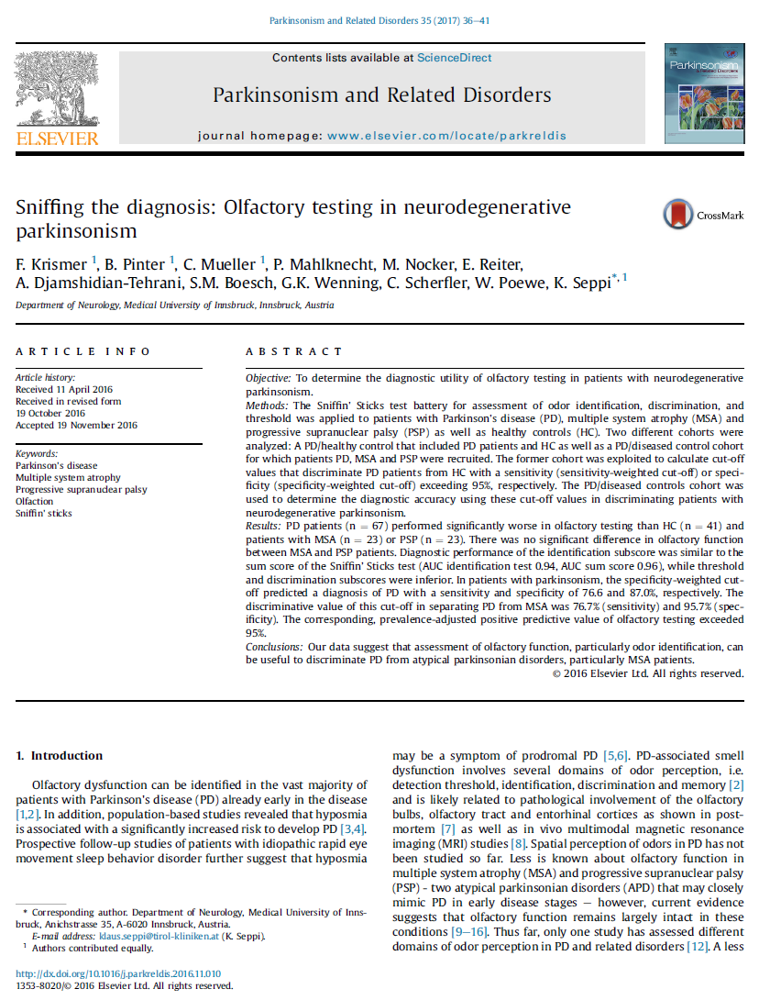 Parkinsonism and Related Disorders 35 (2017) 36–41
Contents lists available at ScienceDirect
Parkinsonism and Related Disorders
journal homepage: www.elsevier.com/locate/parkreldis
ELSEVIER
Parkinsonism
& Related Disorders
Sniffing the diagnosis: Olfactory testing in neurodegenerative
parkinsonism
CrossMark
F. Krismer 1, B. Pinter 1, C. Mueller 1, P. Mahlknecht, M. Nocker, E. Reiter,
A. Djamshidian-Tehrani, S.M. Boesch, G.K. Wenning, C. Scherfler, W. Poewe, K. Seppi*, 1
Department of Neurology, Medical University of Innsbruck, Innsbruck, Austria
ARTICLE INFO
Article history:
Received 11 April 2016
Received in revised form
19 October 2016
Accepted 19 November 2016
Keywords:
Parkinson's disease
Multiple system atrophy
Progressive supranuclear palsy
Olfaction
Sniffin' sticks
ABSTRACT
Objective: To determine the diagnostic utility of olfactory testing in patients with neurodegenerative
parkinsonism.
Methods: The Sniffin' Sticks test battery for assessment of odor identification, discrimination, and
threshold was applied to patients with Parkinson's disease (PD), multiple system atrophy (MSA) and
progressive supranuclear palsy (PSP) as well as healthy controls (HC). Two different cohorts were
analyzed: A PD/healthy control that included PD patients and HC as well as a PD/diseased control cohort
for which patients PD, MSA and PSP were recruited. The former cohort was exploited to calculate cut-off
values that discriminate PD patients from HC with a sensitivity (sensitivity-weighted cut-off) or speci-
ficity (specificity-weighted cut-off) exceeding 95%, respectively. The PD/diseased controls cohort was
used to determine the diagnostic accuracy using these cut-off values in discriminating patients with
neurodegenerative parkinsonism.
Results: PD patients (n = 67) performed significantly worse in olfactory testing than HC (n = 41) and
patients with MSA (n = 23) or PSP (n = 23). There was no significant difference in olfactory function
between MSA and PSP patients. Diagnostic performance of the identification subscore was similar to the
sum score of the Sniffin' Sticks test (AUC identification test 0.94, AUC sum score 0.96), while threshold
and discrimination subscores were inferior. In patients with parkinsonism, the specificity-weighted cut-
off predicted a diagnosis of PD with a sensitivity and specificity of 76.6 and 87.0%, respectively. The
discriminative value of this cut-off in separating PD from MSA was 76.7% (sensitivity) and 95.7% (spec-
ificity). The corresponding, prevalence-adjusted positive predictive value of olfactory testing exceeded
95%.
Conclusions: Our data suggest that assessment of olfactory function, particularly odor identification, can
be useful to discriminate PD from atypical parkinsonian disorders, particularly MSA patients.
© 2016 Elsevier Ltd. All rights reserved.
1. Introduction
Olfactory dysfunction can be identified in the vast majority of
patients with Parkinson's disease (PD) already early in the disease
[1,2]. In addition, population-based studies revealed that hyposmia
is associated with a significantly increased risk to develop PD [3,4].
Prospective follow-up studies of patients with idiopathic rapid eye
movement sleep behavior disorder further suggest that hyposmia
may be a symptom of prodromal PD [5,6]. PD-associated smell
dysfunction involves several domains of odor perception, i.e.
detection threshold, identification, discrimination and memory [2]
and is likely related to pathological involvement of the olfactory
bulbs, olfactory tract and entorhinal cortices as shown in post-
mortem [7] as well as in vivo multimodal magnetic resonance
imaging (MRI) studies [8]. Spatial perception of odors in PD has not
been studied so far. Less is known about olfactory function in
multiple system atrophy (MSA) and progressive supranuclear palsy
(PSP) - two atypical parkinsonian disorders (APD) that may closely
mimic PD in early disease stages – however, current evidence
suggests that olfactory function remains largely intact in these
conditions [9–16]. Thus far, only one study has assessed different
domains of odor perception in PD and related disorders [12]. A less
* Corresponding author. Department of Neurology, Medical University of Inns-
bruck, Anichstrasse 35, A-6020 Innsbruck, Austria.
E-mail address: klaus.seppi@tirol-kliniken.at (K. Seppi).
1 Authors contributed equally.
http://dx.doi.org/10.1016/j.parkreldis.2016.11.010
1353-8020/© 2016 Elsevier Ltd. All rights reserved.